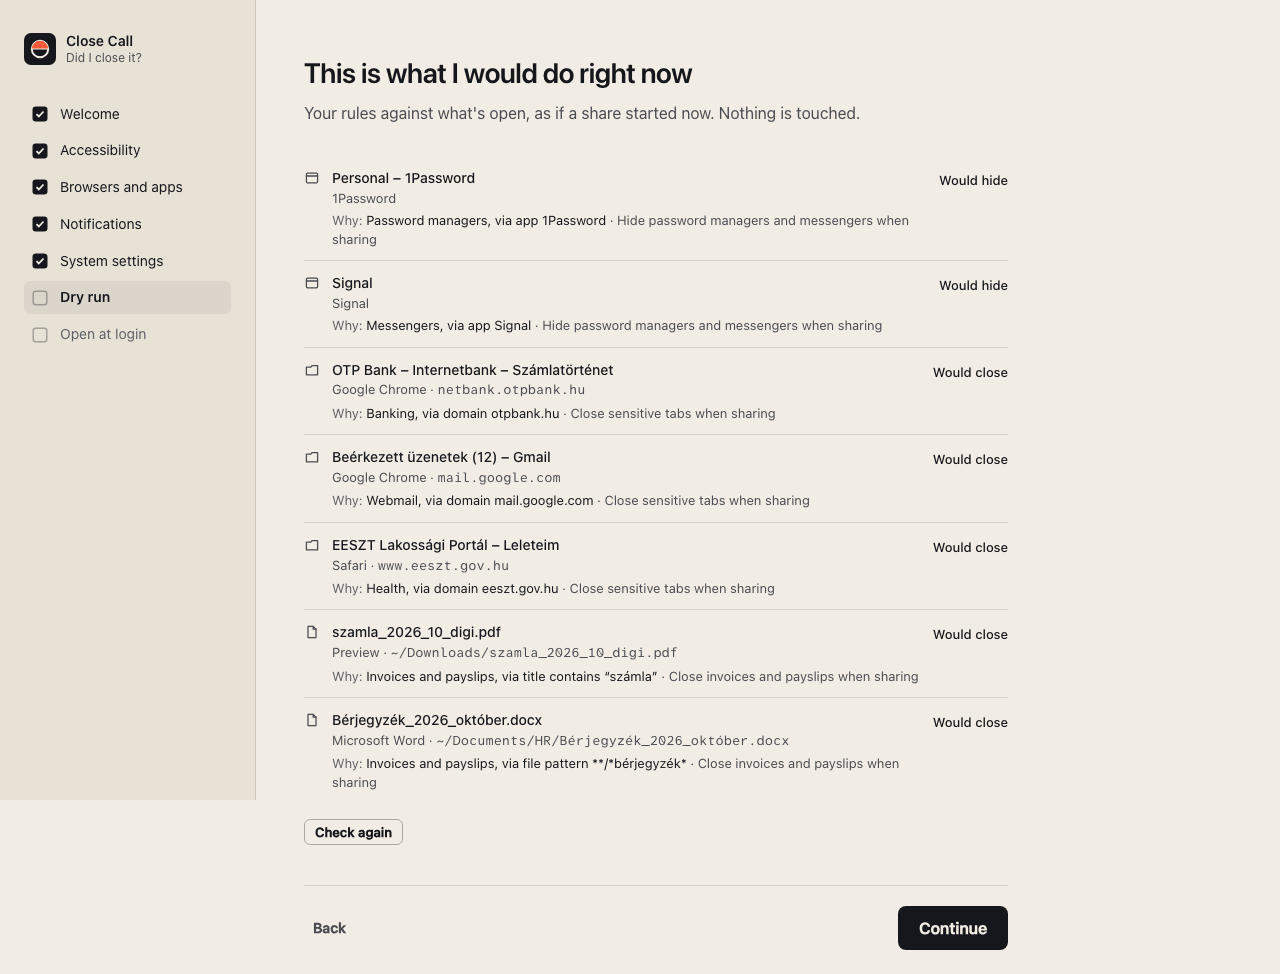 Close Call
Did I close it?
Welcome
Accessibility
Browsers and apps
Notifications
System settings
Dry run
Open at login
This is what I would do right now
Your rules against what's open, as if a share started now. Nothing is touched.
Personal – 1Password
Would hide
1Password
Why: Password managers, via app 1Password · Hide password managers and messengers when
sharing
Signal
Would hide
Signal
Why: Messengers, via app Signal · Hide password managers and messengers when sharing
OTP Bank – Internetbank – Számlatörténet
Would close
Google Chrome · netbank.otpbank.hu
Why: Banking, via domain otpbank.hu · Close sensitive tabs when sharing
Beérkezett üzenetek (12) – Gmail
Would close
Google Chrome · mail.google.com
Why: Webmail, via domain mail.google.com · Close sensitive tabs when sharing
EESZT Lakossági Portál – Leleteim
Would close
Safari · www.eeszt.gov.hu
Why: Health, via domain eeszt.gov.hu · Close sensitive tabs when sharing
szamla_2026_10_digi.pdf
Would close
Preview · ~/Downloads/szamla_2026_10_digi.pdf
Why: Invoices and payslips, via title contains “számla” · Close invoices and payslips when sharing
Bérjegyzék_2026_október.docx
Would close
Microsoft Word · ~/Documents/HR/Bérjegyzék_2026_október.docx
Why: Invoices and payslips, via file pattern **/*bérjegyzék* · Close invoices and payslips when
sharing
Check again
Back
Continue